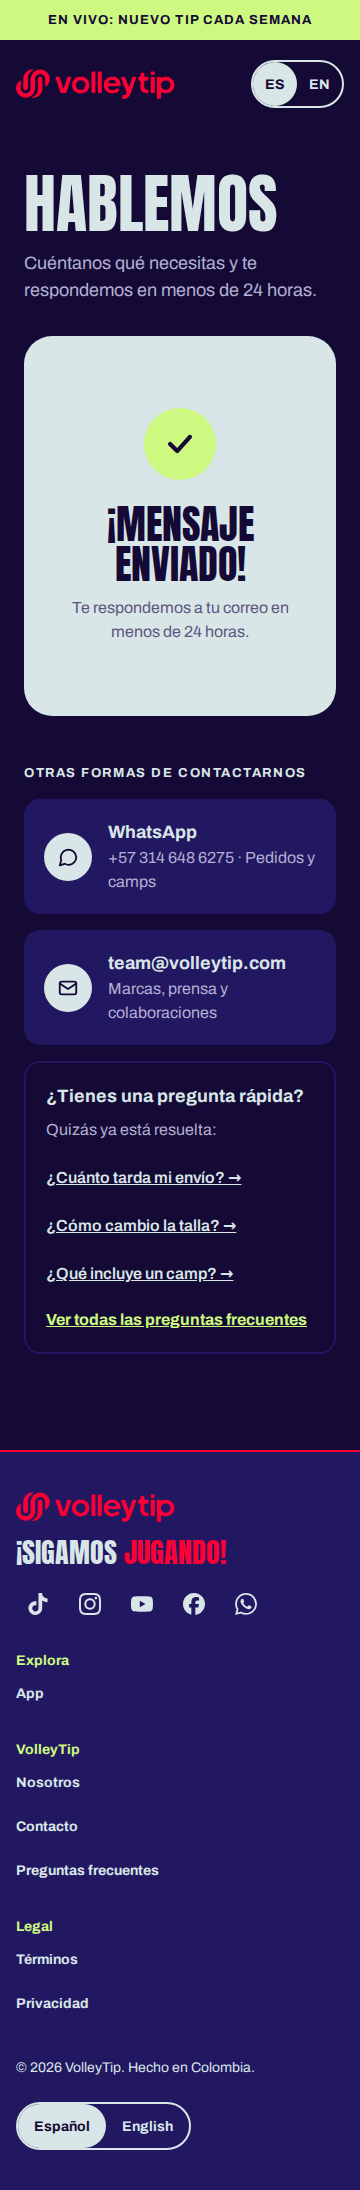 EN VIVO: NUEVO TIP CADA SEMANA
volleytip
ES EN
HABLEMOS
Cuéntanos qué necesitas y te
respondemos en menos de 24 horas.
¡MENSAJE
ENVIADO!
Te respondemos a tu correo en
menos de 24 horas.
OTRAS FORMAS DE CONTACTARNOS
WhatsApp
+57 314 648 6275 · Pedidos y
camps
team@volleytip.com
Marcas, prensa y
colaboraciones
¿Tienes una pregunta rápida?
Quizás ya está resuelta:
¿Cuánto tarda mi envío? →
¿Cómo cambio la talla? →
¿Qué incluye un camp? →
Ver todas las preguntas frecuentes
volleytip
¡SIGAMOS JUGANDO!
Explora
App
VolleyTip
Nosotros
Contacto
Preguntas frecuentes
Legal
Términos
Privacidad
© 2026 VolleyTip. Hecho en Colombia.
Español English